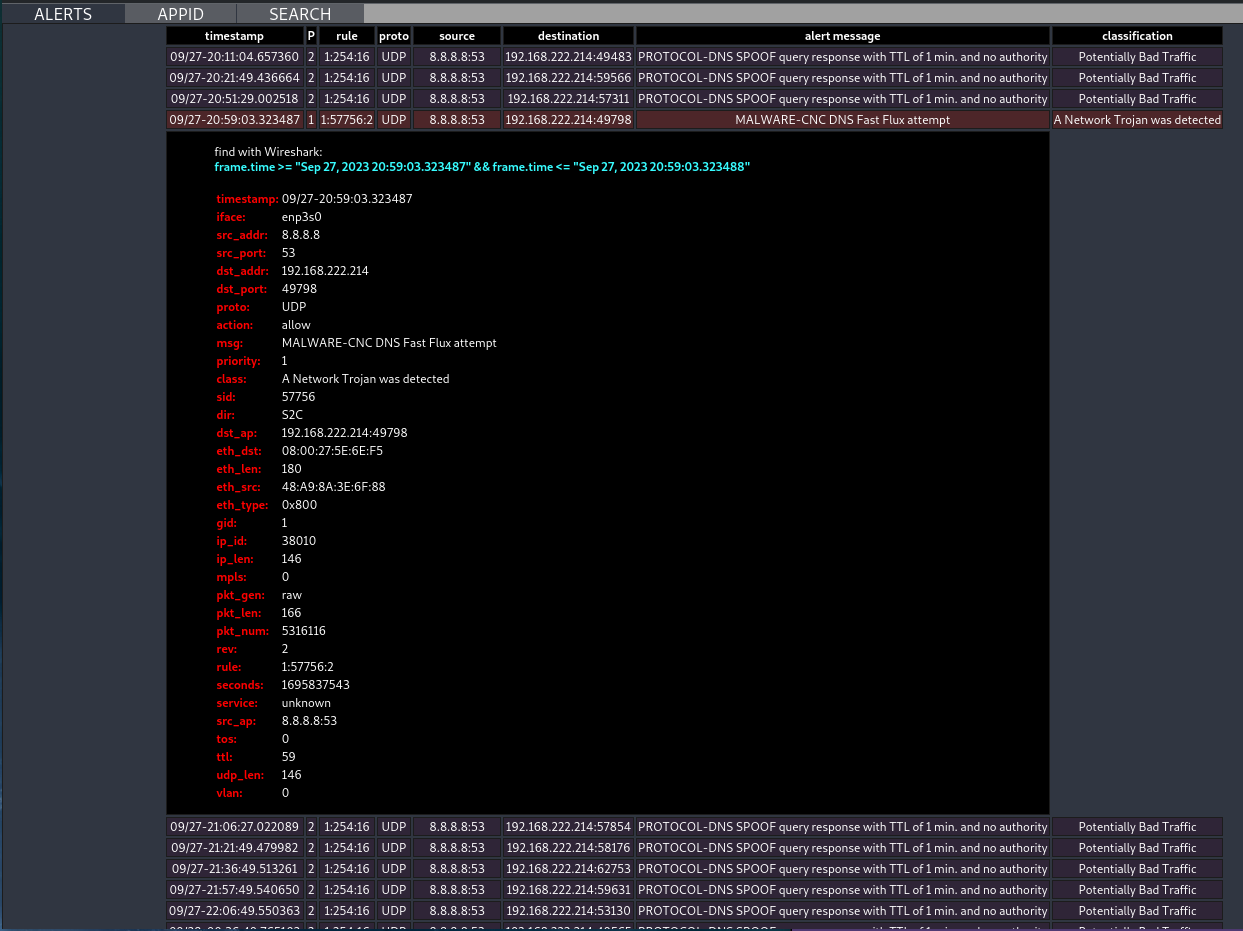 ALERTS APPID SEARCH
timestamp P rule proto source destination alert message classification
09/27-20:11:04.657360 2 1:254:16 UDP 8.8.8.8:53 192.168.222.214:49483 PROTOCOL-DNS SPOOF query response with TTL of 1 min. and no authority Potentially Bad Traffic
09/27-20:21:49.436664 2 1:254:16 UDP 8.8.8.8:53 192.168.222.214:59566 PROTOCOL-DNS SPOOF query response with TTL of 1 min. and no authority Potentially Bad Traffic
09/27-20:51:29.002518 2 1:254:16 UDP 8.8.8.8:53 192.168.222.214:57311 PROTOCOL-DNS SPOOF query response with TTL of 1 min. and no authority Potentially Bad Traffic
09/27-20:59:03.323487 1 1:57756:2 UDP 8.8.8.8:53 192.168.222.214:49798 MALWARE-CNC DNS Fast Flux attempt A Network Trojan was detected
find with Wireshark:
frame.time >= "Sep 27, 2023 20:59:03.323487" && frame.time <= "Sep 27, 2023 20:59:03.323488"
timestamp: 09/27-20:59:03.323487
iface: enp3s0
src_addr: 8.8.8.8
src_port: 53
dst_addr: 192.168.222.214
dst_port: 49798
proto: UDP
action: allow
msg: MALWARE-CNC DNS Fast Flux attempt
priority: 1
class: A Network Trojan was detected
sid: 57756
dir: S2C
dst_ap: 192.168.222.214:49798
eth_dst: 08:00:27:5E:6E:F5
eth_len: 180
eth_src: 48:A9:8A:3E:6F:88
eth_type: 0x800
gid: 1
ip_id: 38010
ip_len: 146
mpls: 0
pkt_gen: raw
pkt_len: 166
pkt_num: 5316116
rev: 2
rule: 1:57756:2
seconds: 1695837543
service: unknown
src_ap: 8.8.8.8:53
tos: 0
ttl: 59
udp_len: 146
vlan: 0
09/27-21:06:27.022089 2 1:254:16 UDP 8.8.8.8:53 192.168.222.214:57854 PROTOCOL-DNS SPOOF query response with TTL of 1 min. and no authority Potentially Bad Traffic
09/27-21:21:49.479982 2 1:254:16 UDP 8.8.8.8:53 192.168.222.214:58176 PROTOCOL-DNS SPOOF query response with TTL of 1 min. and no authority Potentially Bad Traffic
09/27-21:36:49.513261 2 1:254:16 UDP 8.8.8.8:53 192.168.222.214:62753 PROTOCOL-DNS SPOOF query response with TTL of 1 min. and no authority Potentially Bad Traffic
09/27-21:57:49.540650 2 1:254:16 UDP 8.8.8.8:53 192.168.222.214:59631 PROTOCOL-DNS SPOOF query response with TTL of 1 min. and no authority Potentially Bad Traffic
09/27-22:06:49.550363 2 1:254:16 UDP 8.8.8.8:53 192.168.222.214:53130 PROTOCOL-DNS SPOOF query response with TTL of 1 min. and no authority Potentially Bad Traffic